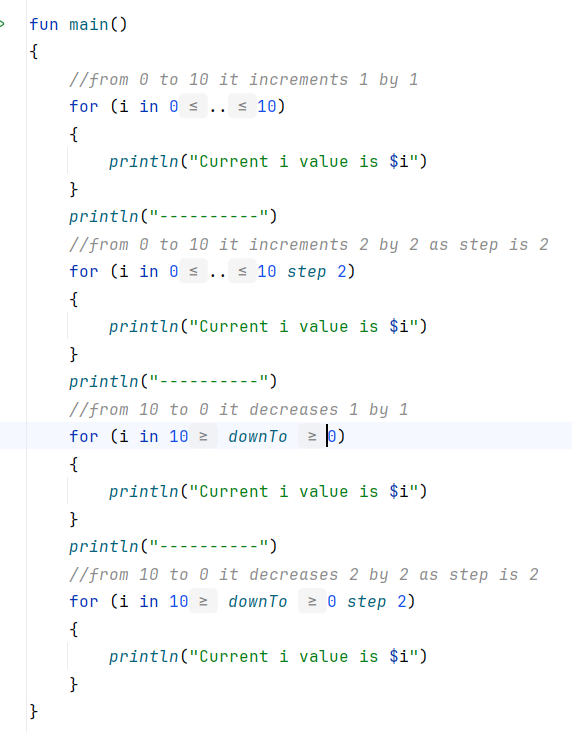 fun main()
{
    //from 0 to 10 it increments 1 by 1
    for (i in 0 ≤ .. ≤ 10)
    {
        println("Current i value is $i")
    }
    println("----------")
    //from 0 to 10 it increments 2 by 2 as step is 2
    for (i in 0 ≤ .. ≤ 10 step 2)
    {
        println("Current i value is $i")
    }
    println("----------")
    //from 10 to 0 it decreases 1 by 1
    for (i in 10 ≥ downTo ≥ 0)
    {
        println("Current i value is $i")
    }
    println("----------")
    //from 10 to 0 it decreases 2 by 2 as step is 2
    for (i in 10 ≥ downTo ≥ 0 step 2)
    {
        println("Current i value is $i")
    }
}